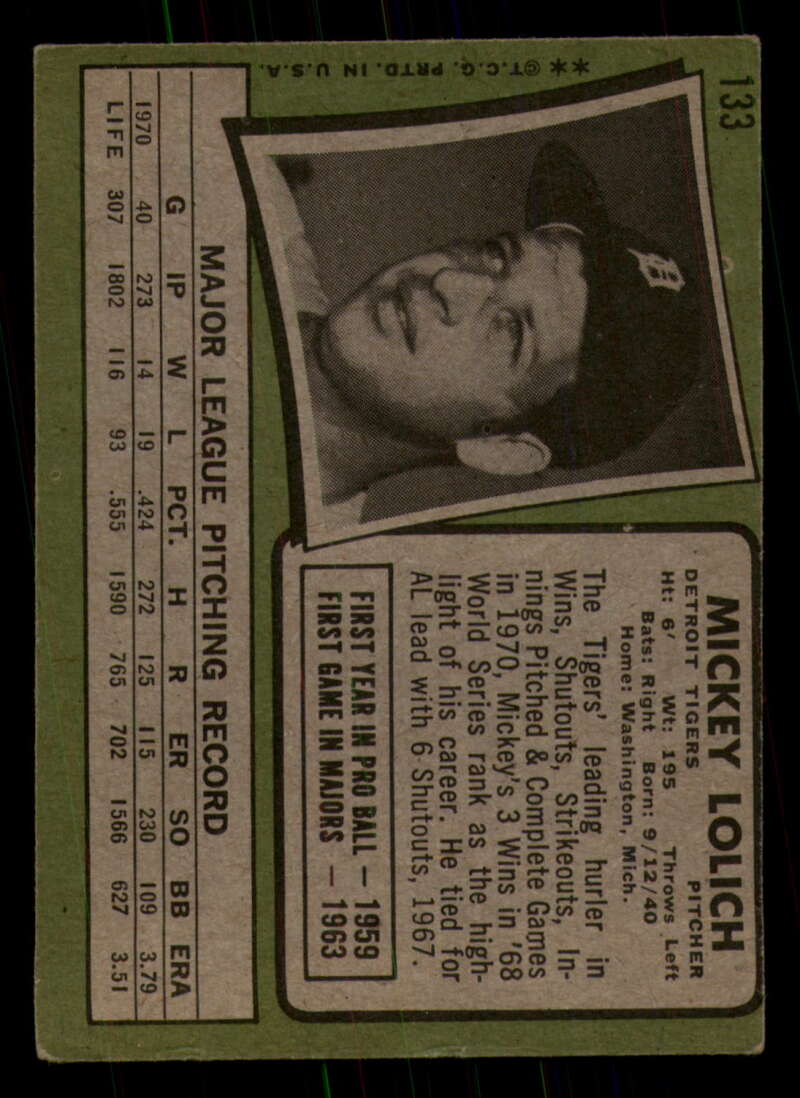 133
**©T.C.G. PRTD. IN U.S.A.
D
MICKEY LOLICH
DETROIT TIGERS PITCHER
Ht: 6' Wt: 195 Throws Left
Bats: Right Born: 9/12/40
Home: Washington, Mich.
The Tigers' leading hurler in
Wins, Shutouts, Strikeouts, In-
nings Pitched & Complete Games
in 1970, Mickey's 3 Wins in '68
World Series rank as the high-
light of his career. He tied for
AL lead with 6 Shutouts, 1967.
FIRST YEAR IN PRO BALL — 1959
FIRST GAME IN MAJORS — 1963
MAJOR LEAGUE PITCHING RECORD
G IP W L PCT. H R ER SO BB ERA
1970 40 273 14 19 .424 272 125 115 230 109 3.79
LIFE 307 1802 116 93 .555 1590 765 702 1566 627 3.51